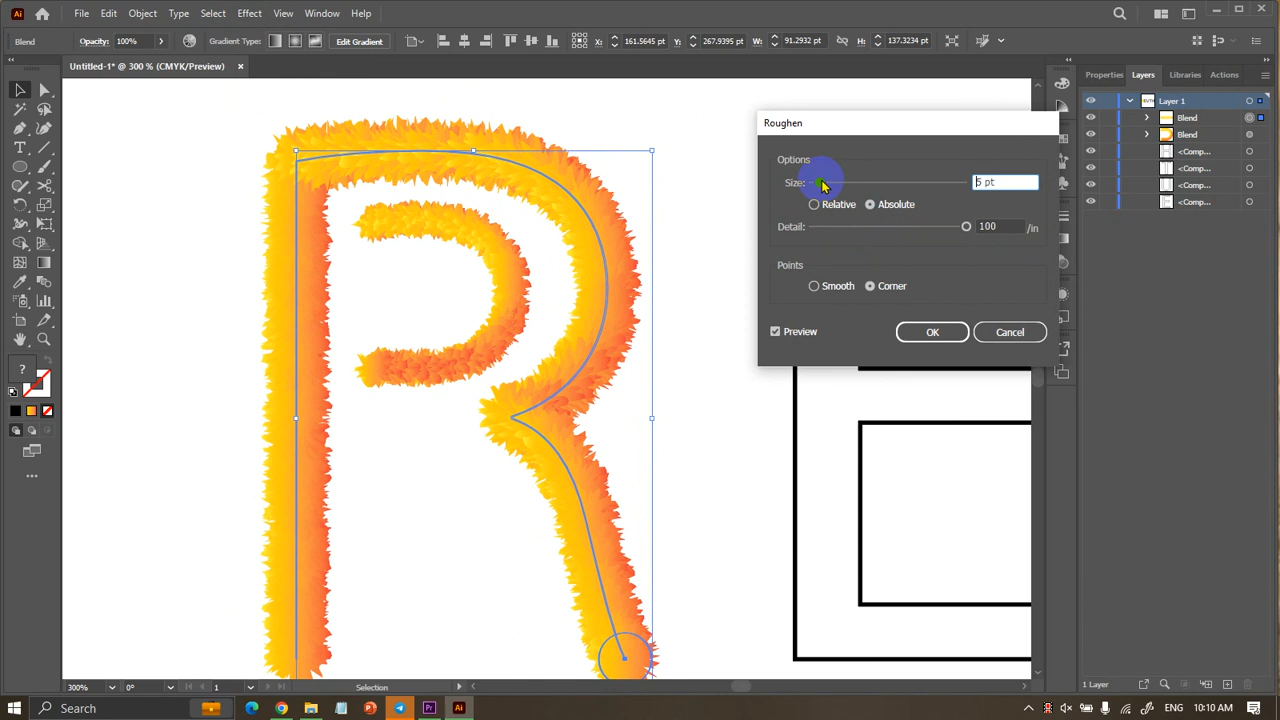 Ai File Edit Object Type Select Effect View Window Help
Blend Opacity: 100% Gradient Types: Edit Gradient X: 161.5645 pt Y: 267.9395 pt W: 91.2932 pt H: 137.3234 pt
Untitled-1* @ 300 % (CMYK/Preview)
Properties Layers Libraries Actions
Layer 1
Blend
Blend
<Comp...
<Comp...
<Comp...
<Comp...
Roughen
Options
Size: 5 pt
Relative Absolute
Detail: 100 /in
Points
Smooth Corner
Preview OK Cancel
R
?
300% 0° 1 Selection
1 Layer
Search
ENG 10:10 AM